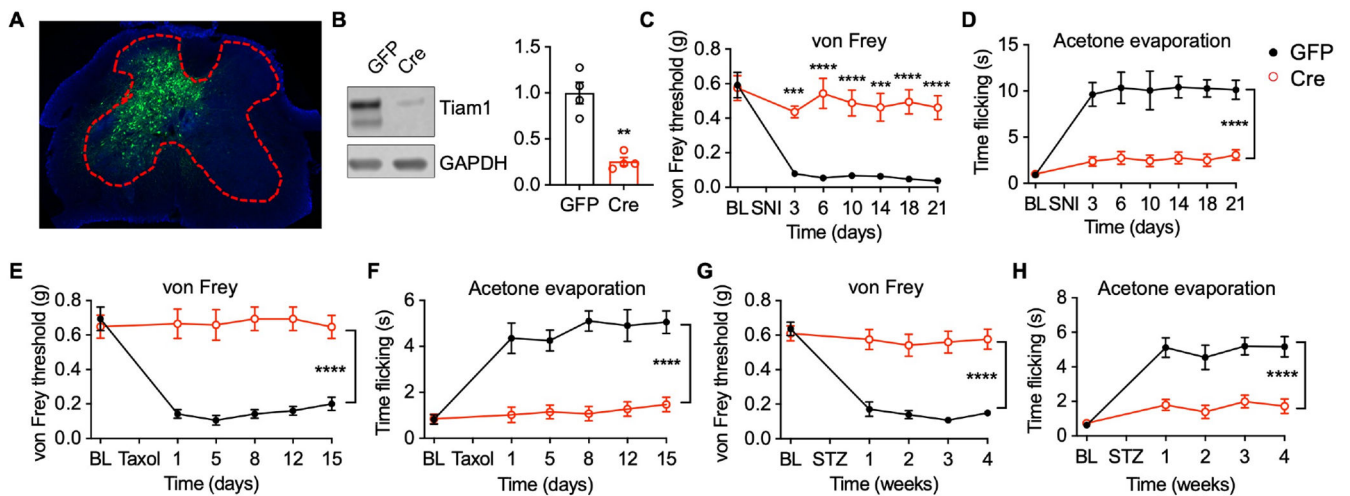 A
B
GFP
Cre
Tiam1
GAPDH
1.5
1.0
0.5
0.0
**
GFP Cre
C
von Frey
von Frey threshold (g)
0.8
0.6
0.4
0.2
0.0
*** **** **** *** **** ****
BL SNI 3 6 10 14 18 21
Time (days)
D
Acetone evaporation
Time flicking (s)
15
10
5
0
****
BL SNI 3 6 10 14 18 21
Time (days)
GFP
Cre
E
von Frey
von Frey threshold (g)
0.8
0.6
0.4
0.2
0.0
****
BL Taxol 1 5 8 12 15
Time (days)
F
Acetone evaporation
Time flicking (s)
6
4
2
0
****
BL Taxol 1 5 8 12 15
Time (days)
G
von Frey
von Frey threshold (g)
0.8
0.6
0.4
0.2
0.0
****
BL STZ 1 2 3 4
Time (weeks)
H
Acetone evaporation
Time flicking (s)
8
6
4
2
0
****
BL STZ 1 2 3 4
Time (weeks)